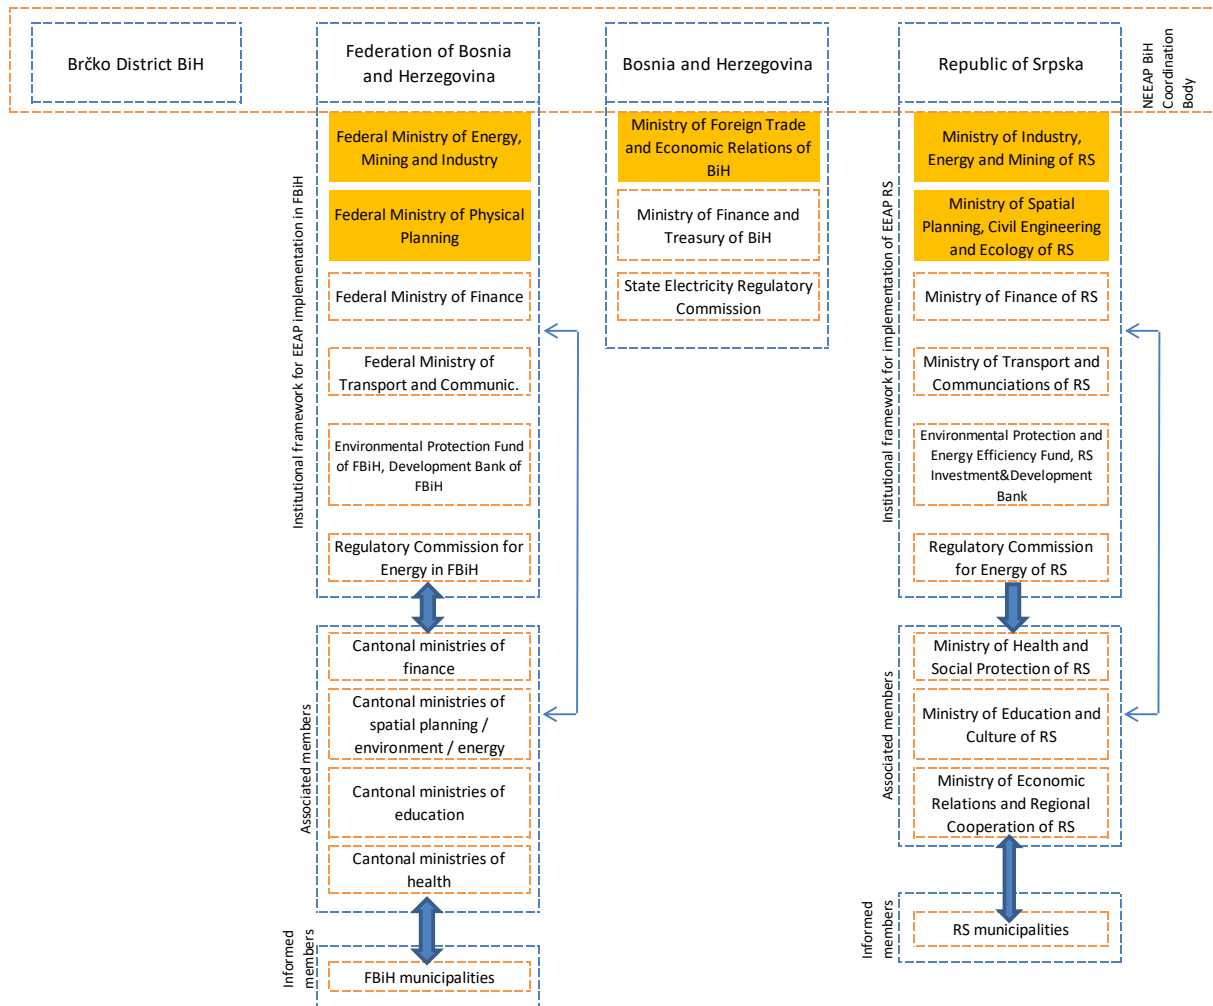 Brčko District BiH
Federation of Bosnia
and Herzegovina
Bosnia and Herzegovina
Republic of Srpska
NEEAP BiH
Coordination
Body
Institutional framework for EEAP implementation in FBiH
Federal Ministry of Energy,
Mining and Industry
Federal Ministry of Physical
Planning
Federal Ministry of Finance
Federal Ministry of
Transport and Communic.
Environmental Protection Fund
of FBiH, Development Bank of
FBiH
Regulatory Commission for
Energy in FBiH
Ministry of Foreign Trade
and Economic Relations of
BiH
Ministry of Finance and
Treasury of BiH
State Electricity Regulatory
Commission
Institutional framework for implementation of EEAP RS
Ministry of Industry,
Energy and Mining of RS
Ministry of Spatial
Planning, Civil Engineering
and Ecology of RS
Ministry of Finance of RS
Ministry of Transport and
Communciations of RS
Environmental Protection and
Energy Efficiency Fund, RS
Investment&Development
Bank
Regulatory Commission
for Energy of RS
Associated members
Cantonal ministries of
finance
Cantonal ministries of
spatial planning /
environment / energy
Cantonal ministries of
education
Cantonal ministries of
health
Associated members
Ministry of Health and
Social Protection of RS
Ministry of Education and
Culture of RS
Ministry of Economic
Relations and Regional
Cooperation of RS
Informed
members
FBiH municipalities
Informed
members
RS municipalities